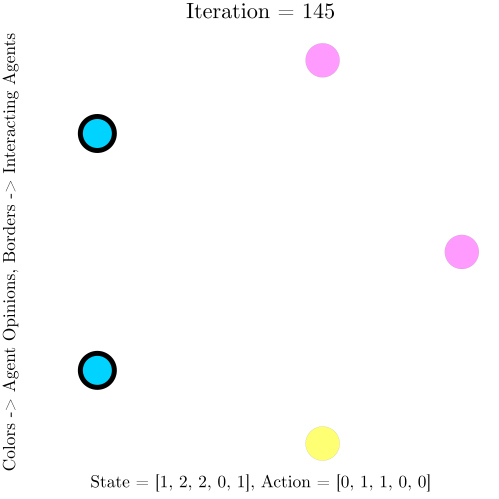 Iteration = 145
Colors -> Agent Opinions, Borders -> Interacting Agents
State = [1, 2, 2, 0, 1], Action = [0, 1, 1, 0, 0]